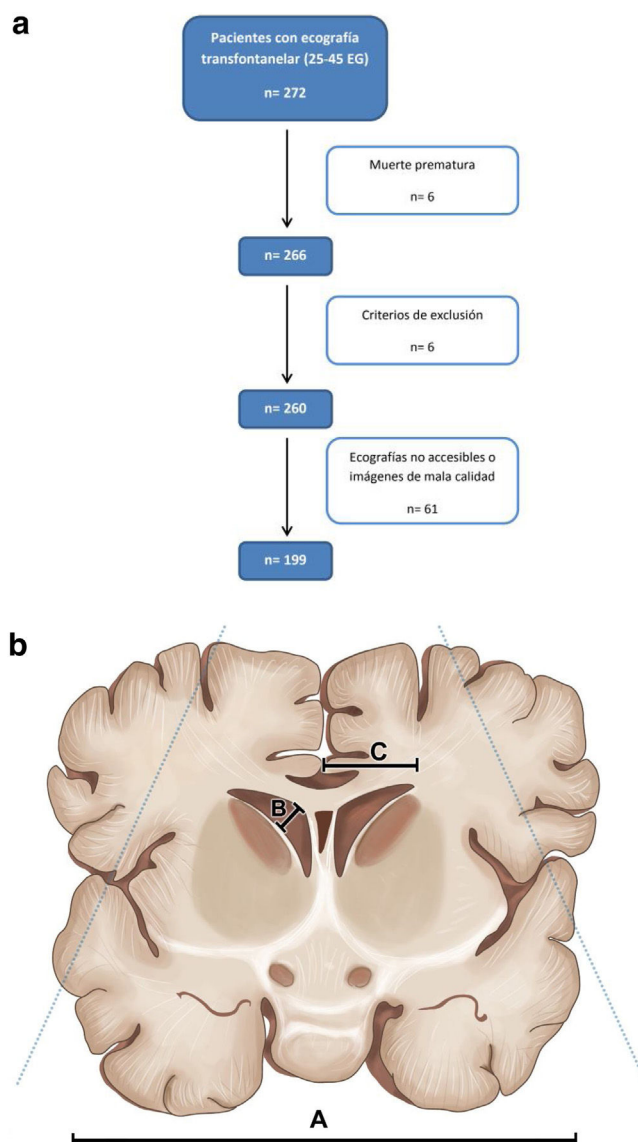 a
Pacientes con ecografía
transfontanelar (25-45 EG)
n= 272
Muerte prematura
n= 6
n= 266
Criterios de exclusión
n= 6
n= 260
Ecografías no accesibles o
imágenes de mala calidad
n= 61
n= 199
b
C
B
A